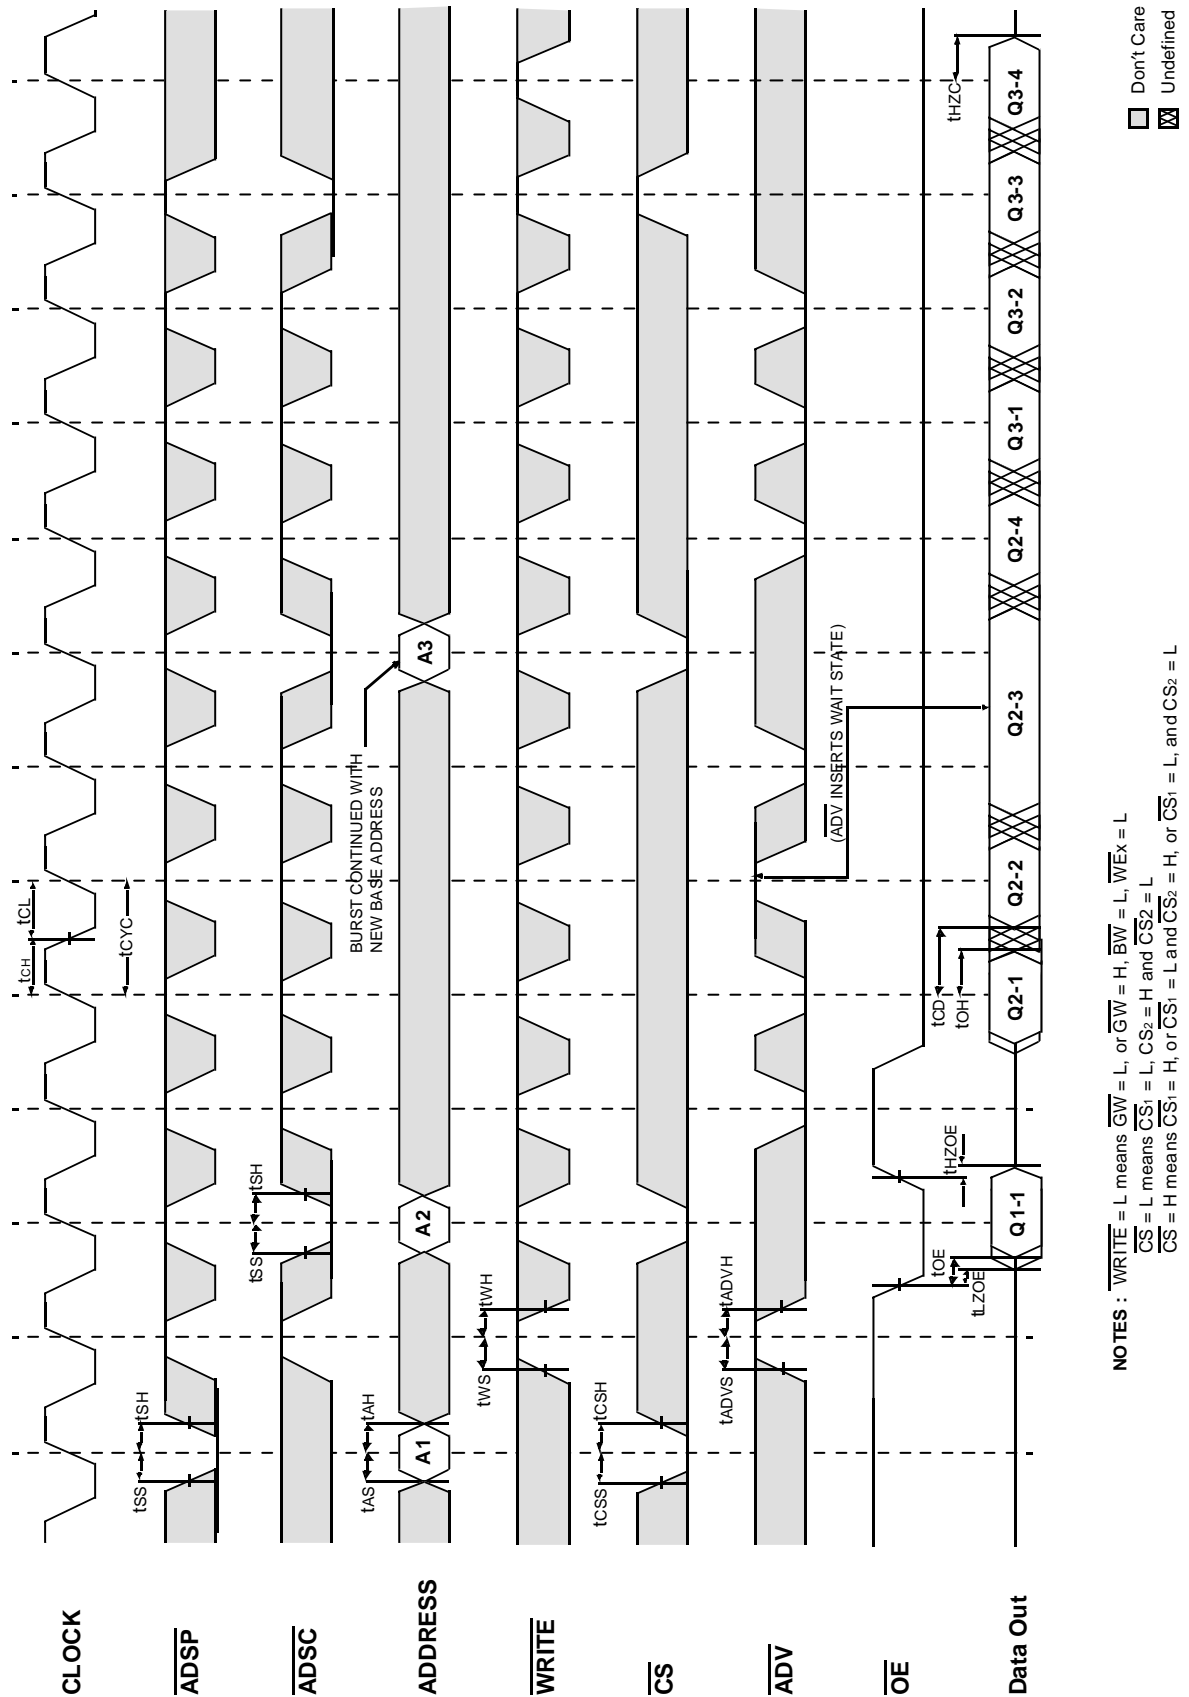 CLOCK
tCH
tCL
tCYC
ADSP
tSS
tSH
ADSC
tSS
tSH
ADDRESS
tAS
tAH
A1
A2
A3
BURST CONTINUED WITH
NEW BASE ADDRESS
WRITE
tWS
tWH
CS
tCSS
tCSH
ADV
tADVS
tADVH
(ADV INSERTS WAIT STATE)
OE
tOE
tLZOE
tHZOE
tCD
tOH
tHZC
Data Out
Q1-1
Q2-1
Q2-2
Q2-3
Q2-4
Q3-1
Q3-2
Q3-3
Q3-4
NOTES : WRITE = L means GW = L, or GW = H, BW = L, WEx = L
CS = L means CS1 = L, CS2 = H and CS2 = L
CS = H means CS1 = H, or CS1 = L and CS2 = H, or CS1 = L, and CS2 = L
Don't Care
Undefined